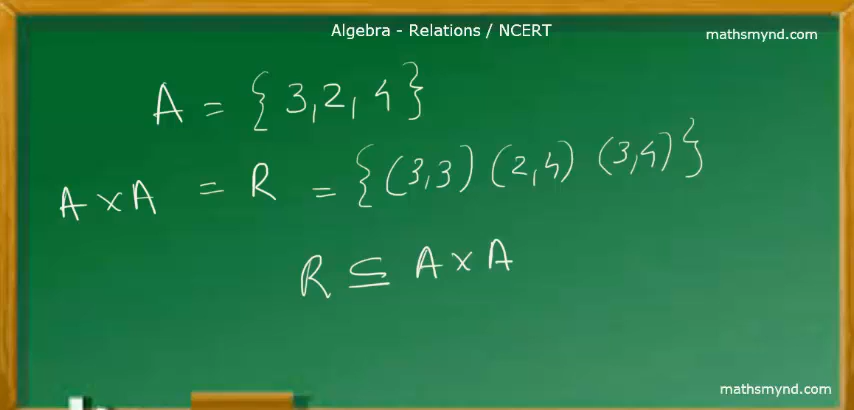 Algebra - Relations / NCERT
mathsmynd.com
A = {3,2,4}
A×A = R = {(3,3) (2,4) (3,4)}
R ⊆ A×A
mathsmynd.com